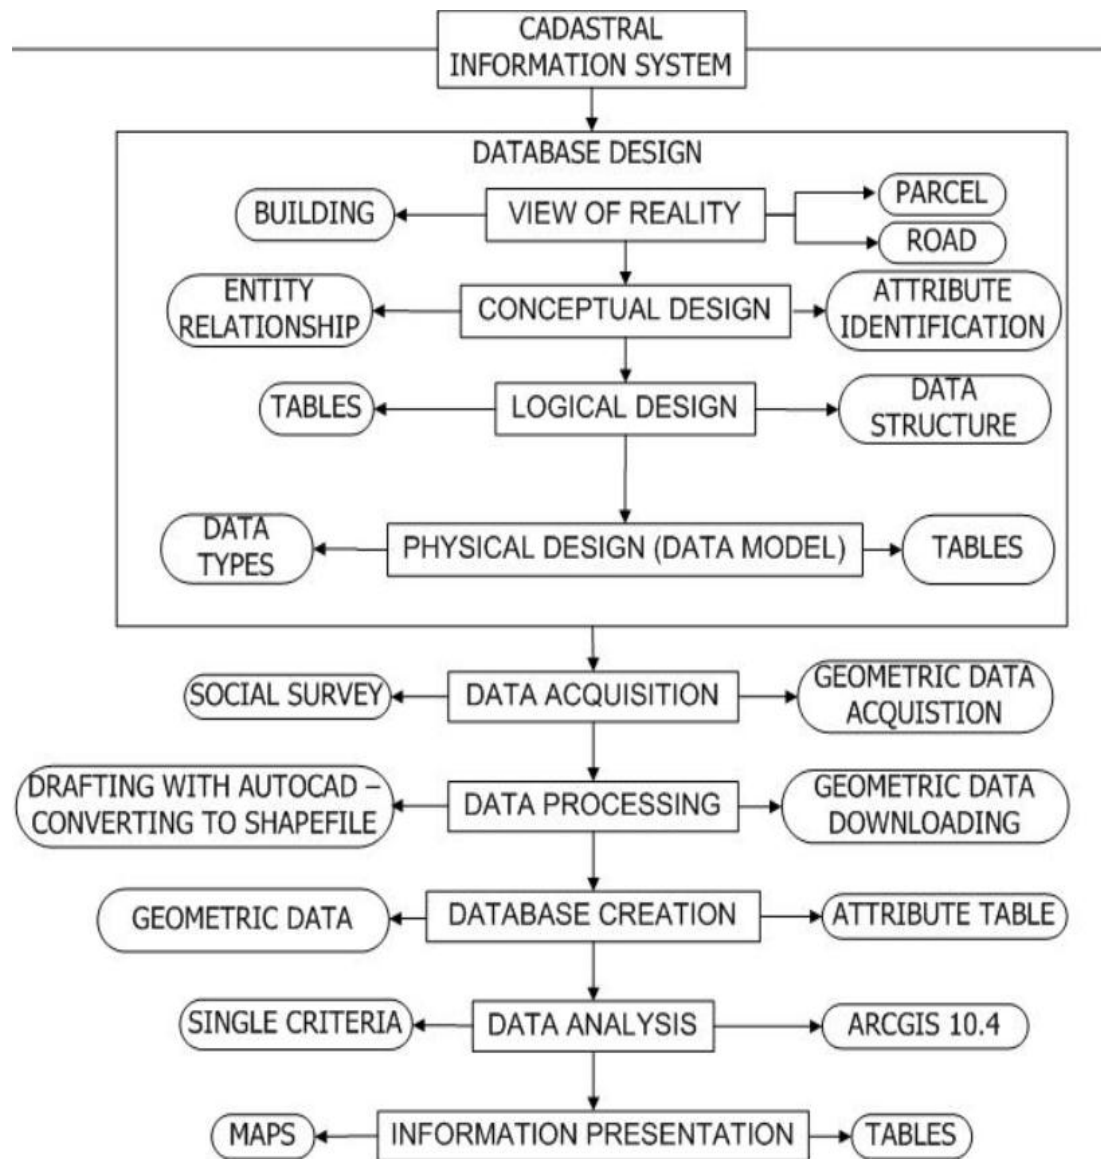 CADASTRAL
INFORMATION SYSTEM
DATABASE DESIGN
BUILDING
VIEW OF REALITY
PARCEL
ROAD
ENTITY
RELATIONSHIP
CONCEPTUAL DESIGN
ATTRIBUTE
IDENTIFICATION
TABLES
LOGICAL DESIGN
DATA
STRUCTURE
DATA
TYPES
PHYSICAL DESIGN (DATA MODEL)
TABLES
SOCIAL SURVEY
DATA ACQUISITION
GEOMETRIC DATA
ACQUISTION
DRAFTING WITH AUTOCAD –
CONVERTING TO SHAPEFILE
DATA PROCESSING
GEOMETRIC DATA
DOWNLOADING
GEOMETRIC DATA
DATABASE CREATION
ATTRIBUTE TABLE
SINGLE CRITERIA
DATA ANALYSIS
ARCGIS 10.4
MAPS
INFORMATION PRESENTATION
TABLES